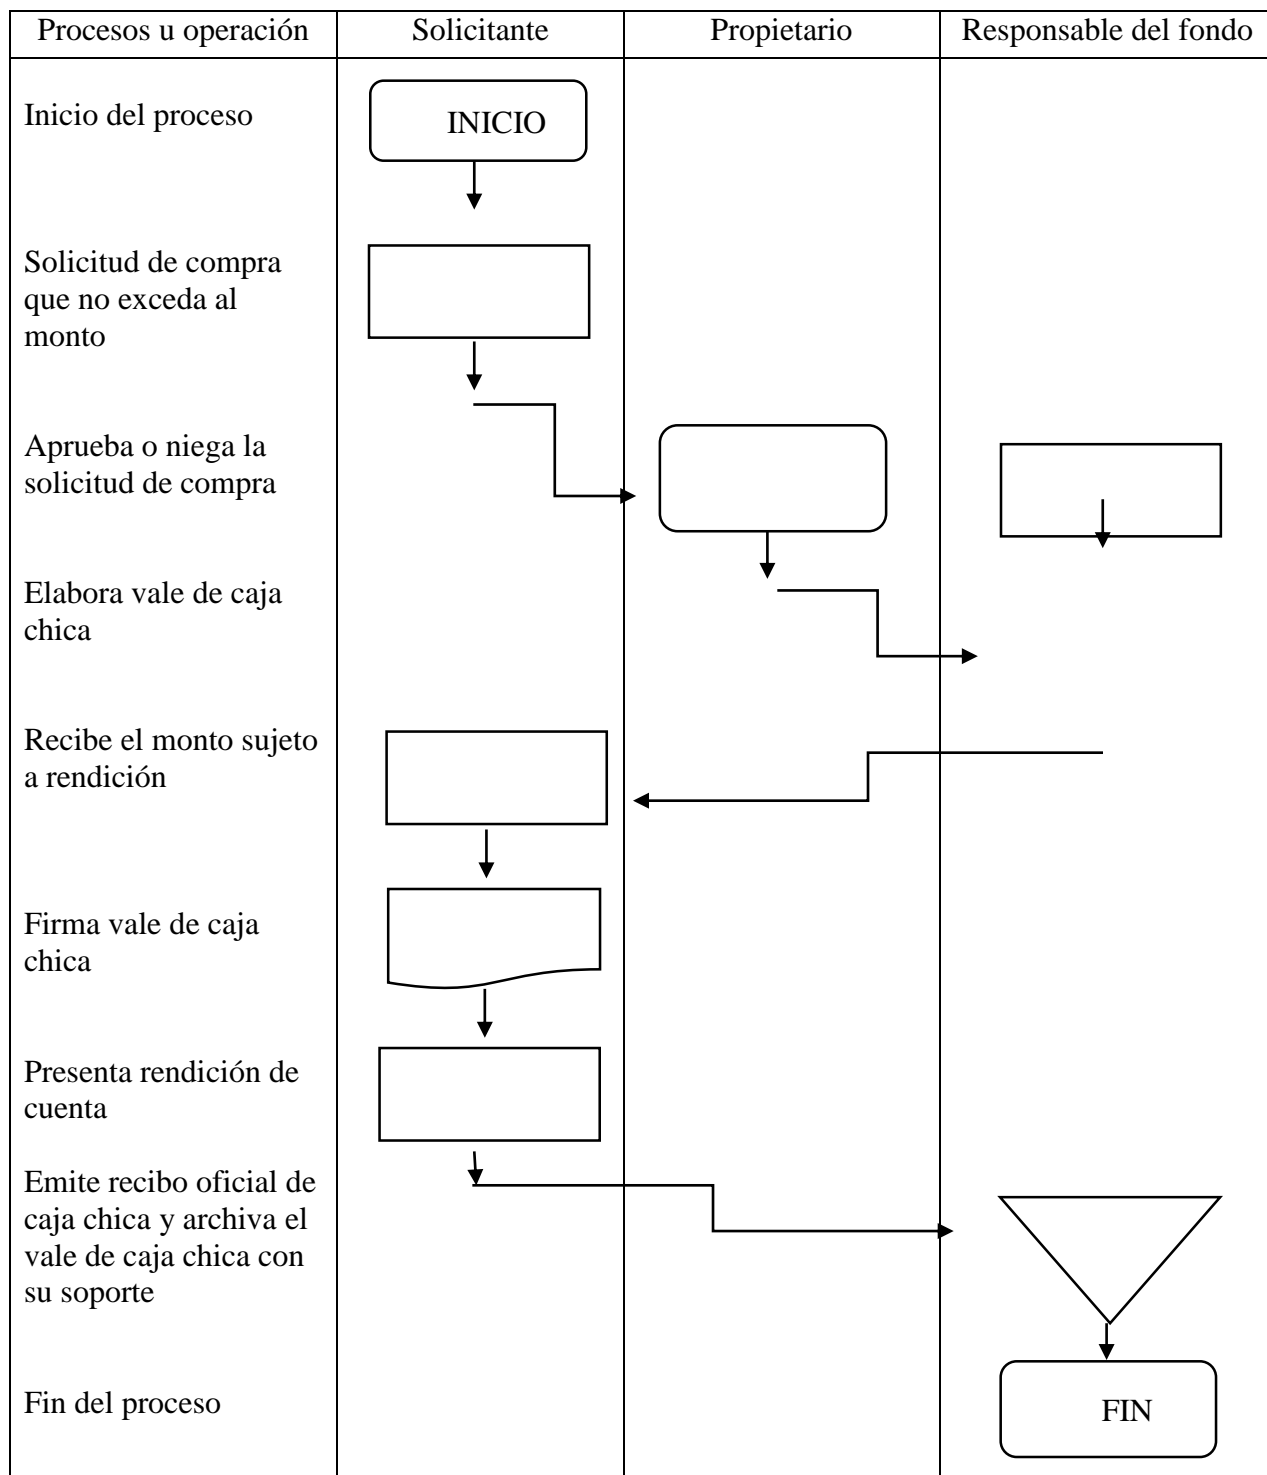 Procesos u operación
Solicitante
Propietario
Responsable del fondo
Inicio del proceso
INICIO
Solicitud de compra
que no exceda al
monto
Aprueba o niega la
solicitud de compra
Elabora vale de caja
chica
Recibe el monto sujeto
a rendición
Firma vale de caja
chica
Presenta rendición de
cuenta
Emite recibo oficial de
caja chica y archiva el
vale de caja chica con
su soporte
Fin del proceso
FIN